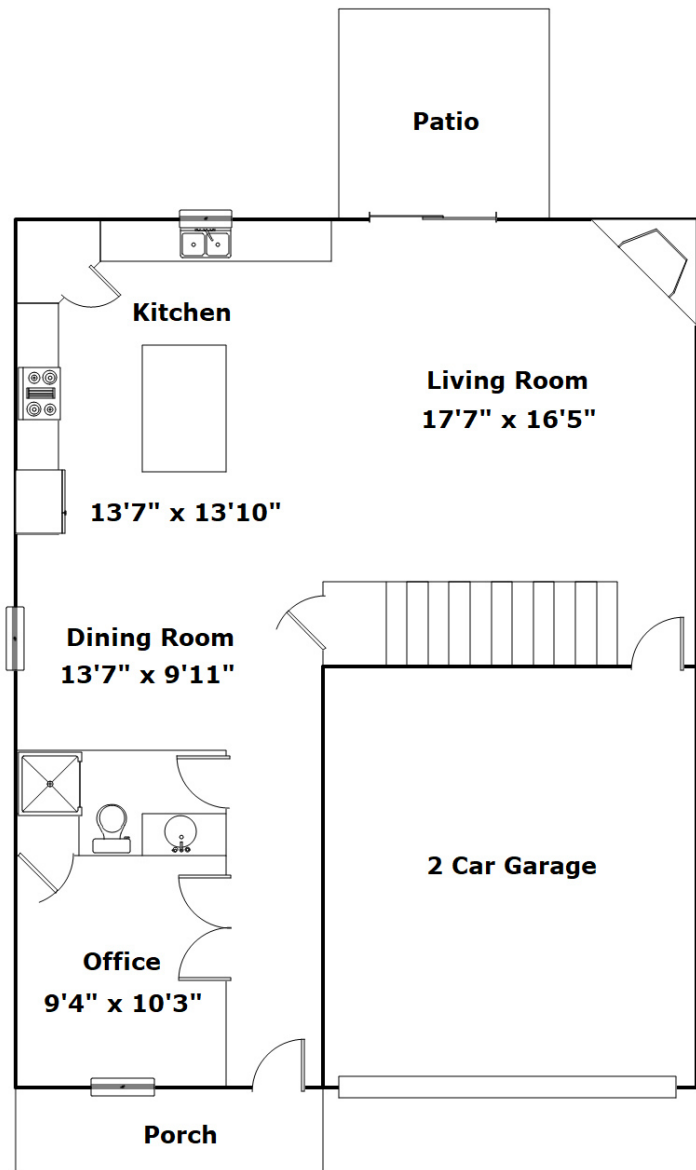 Patio
Kitchen
Living Room
17'7" x 16'5"
13'7" x 13'10"
Dining Room
13'7" x 9'11"
2 Car Garage
Office
9'4" x 10'3"
Porch